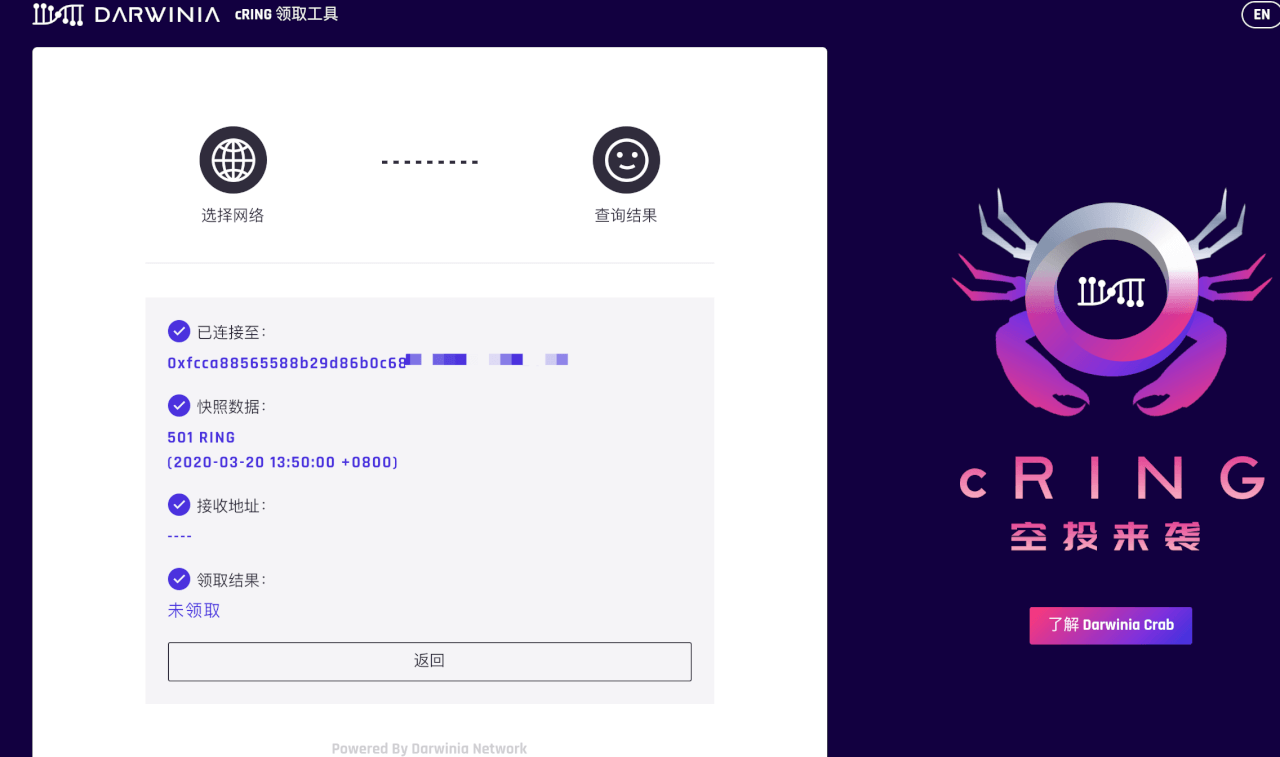 DARWINIA cRING 领取工具
EN
选择网络
查询结果
已连接至：
0xfcca88565588b29d86b0c68
快照数据：
501 RING
(2020-03-20 13:50:00 +0800)
接收地址：
----
领取结果：
未领取
返回
Powered By Darwinia Network
cRING
空投来袭
了解 Darwinia Crab